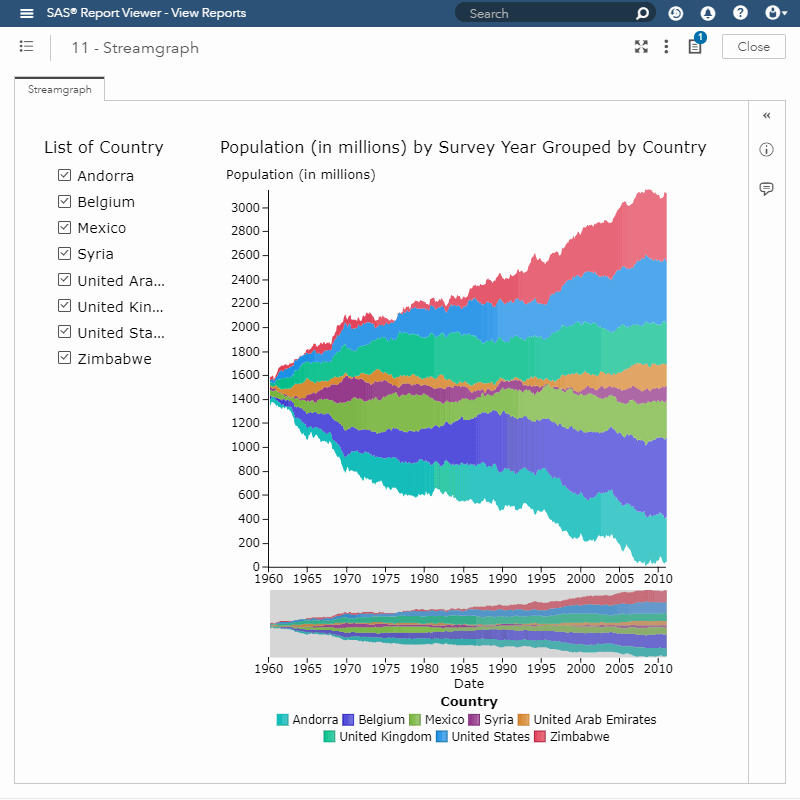 SAS® Report Viewer - View Reports
Search
11 - Streamgraph
1
Close
Streamgraph
List of Country
Andorra
Belgium
Mexico
Syria
United Ara...
United Kin...
United Sta...
Zimbabwe
Population (in millions) by Survey Year Grouped by Country
Population (in millions)
3000
2800
2600
2400
2200
2000
1800
1600
1400
1200
1000
800
600
400
200
0
1960 1965 1970 1975 1980 1985 1990 1995 2000 2005 2010
1960 1965 1970 1975 1980 1985 1990 1995 2000 2005 2010
Date
Country
Andorra Belgium Mexico Syria United Arab Emirates
United Kingdom United States Zimbabwe